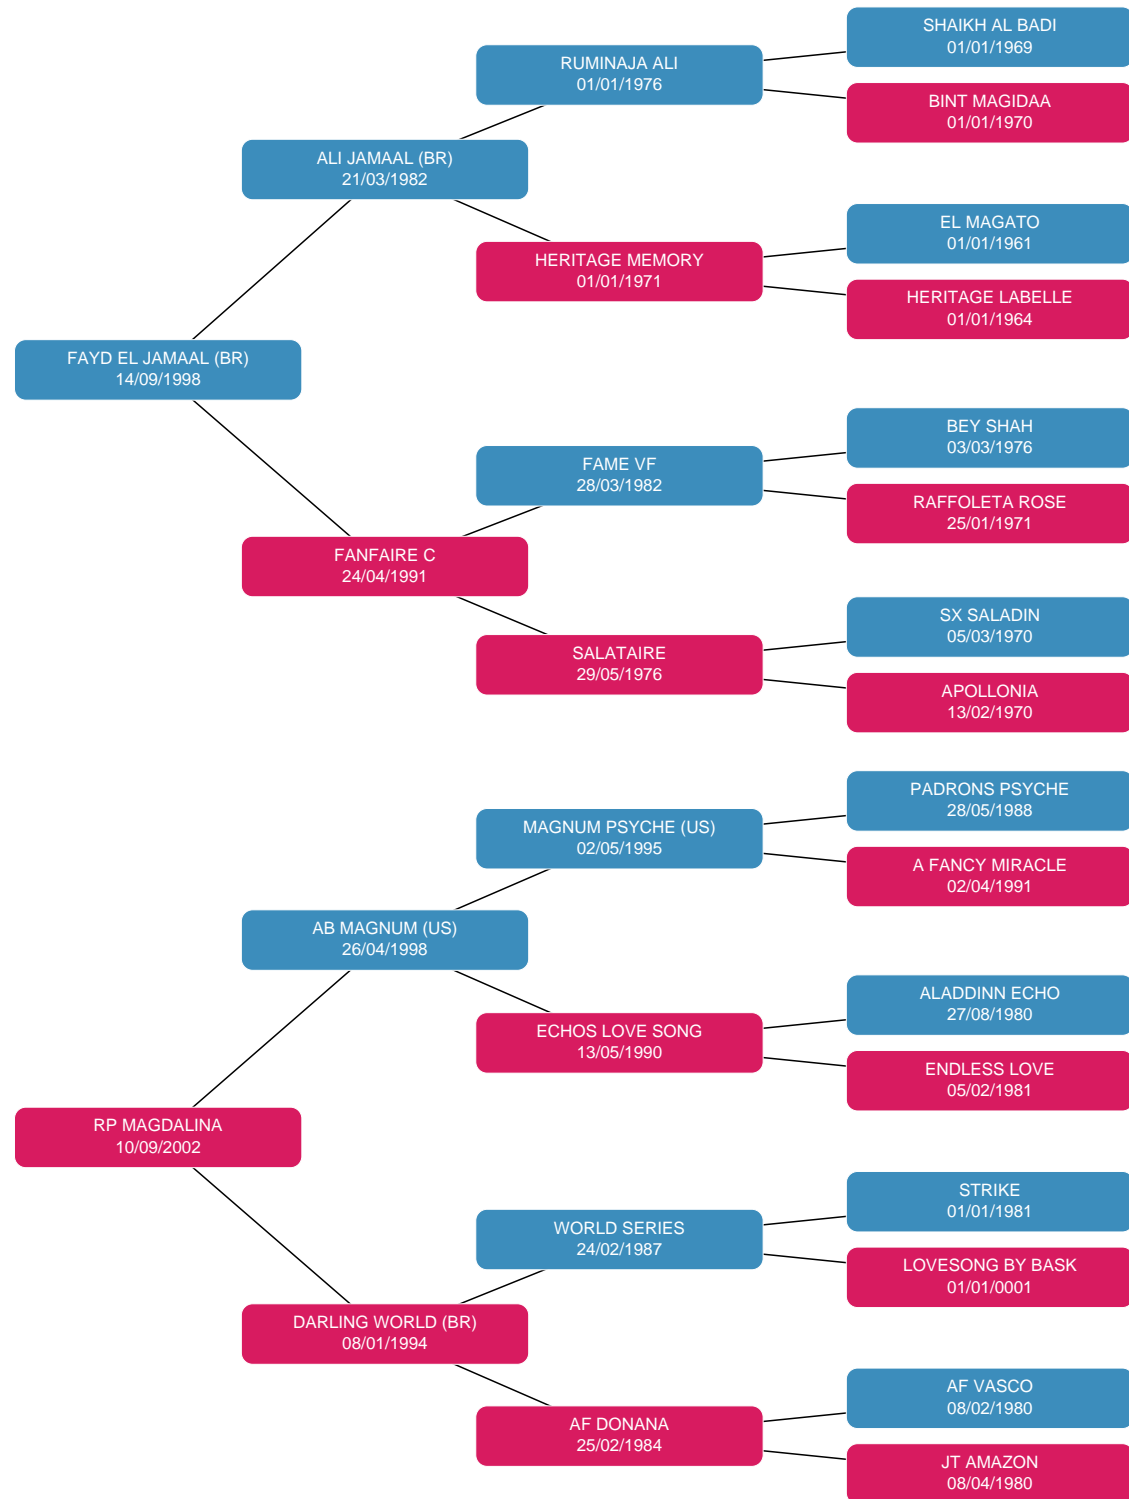 SHAIKH AL BADI
01/01/1969
RUMINAJA ALI
01/01/1976
BINT MAGIDAA
01/01/1970
ALI JAMAAL (BR)
21/03/1982
EL MAGATO
01/01/1961
HERITAGE MEMORY
01/01/1971
HERITAGE LABELLE
01/01/1964
FAYD EL JAMAAL (BR)
14/09/1998
BEY SHAH
03/03/1976
FAME VF
28/03/1982
RAFFOLETA ROSE
25/01/1971
FANFAIRE C
24/04/1991
SX SALADIN
05/03/1970
SALATAIRE
29/05/1976
APOLLONIA
13/02/1970
PADRONS PSYCHE
28/05/1988
MAGNUM PSYCHE (US)
02/05/1995
A FANCY MIRACLE
02/04/1991
AB MAGNUM (US)
26/04/1998
ALADDINN ECHO
27/08/1980
ECHOS LOVE SONG
13/05/1990
ENDLESS LOVE
05/02/1981
RP MAGDALINA
10/09/2002
STRIKE
01/01/1981
WORLD SERIES
24/02/1987
LOVESONG BY BASK
01/01/0001
DARLING WORLD (BR)
08/01/1994
AF VASCO
08/02/1980
AF DONANA
25/02/1984
JT AMAZON
08/04/1980